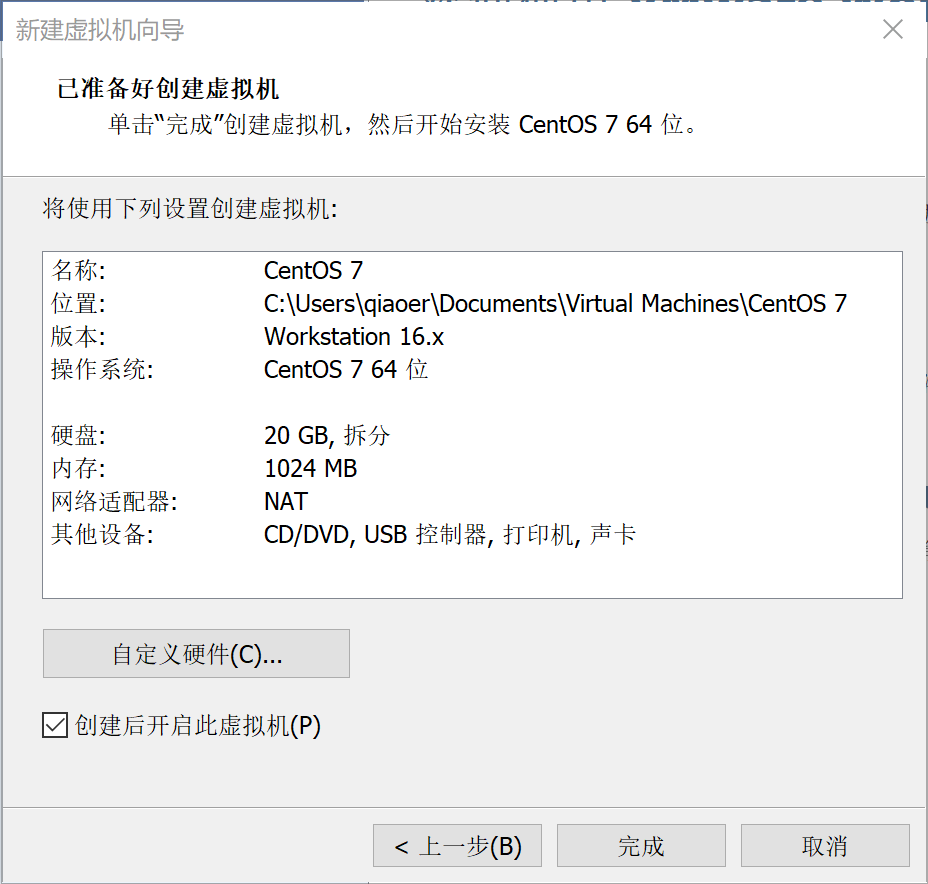 新建虚拟机向导
已准备好创建虚拟机
单击“完成”创建虚拟机，然后开始安装 CentOS 7 64 位。
将使用下列设置创建虚拟机:
名称: CentOS 7
位置: C:\Users\qiaoer\Documents\Virtual Machines\CentOS 7
版本: Workstation 16.x
操作系统: CentOS 7 64 位
硬盘: 20 GB, 拆分
内存: 1024 MB
网络适配器: NAT
其他设备: CD/DVD, USB 控制器, 打印机, 声卡
自定义硬件(C)...
创建后开启此虚拟机(P)
< 上一步(B) 完成 取消